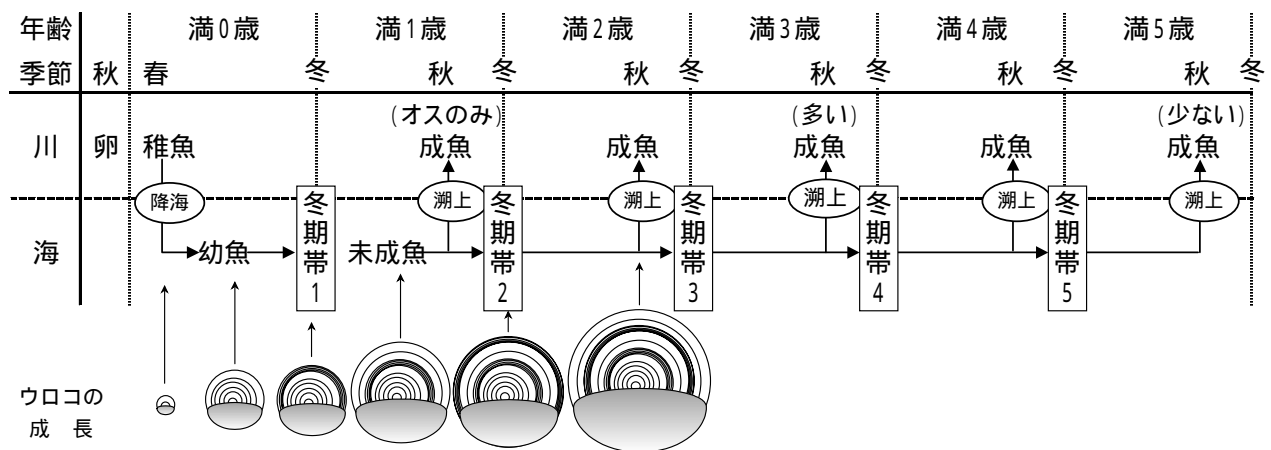 年齢 満0歳 満1歳 満2歳 満3歳 満4歳 満5歳
季節 秋 春 冬 秋 冬 秋 冬 秋 冬 秋 冬 秋 冬
(オスのみ) (多い) (少ない)
川 卵 稚魚 成魚 成魚 成魚 成魚 成魚
降海 溯上 溯上 溯上 溯上 溯上
海 幼魚 冬期帯1 未成魚 冬期帯2 冬期帯3 冬期帯4 冬期帯5
ウロコの
成 長